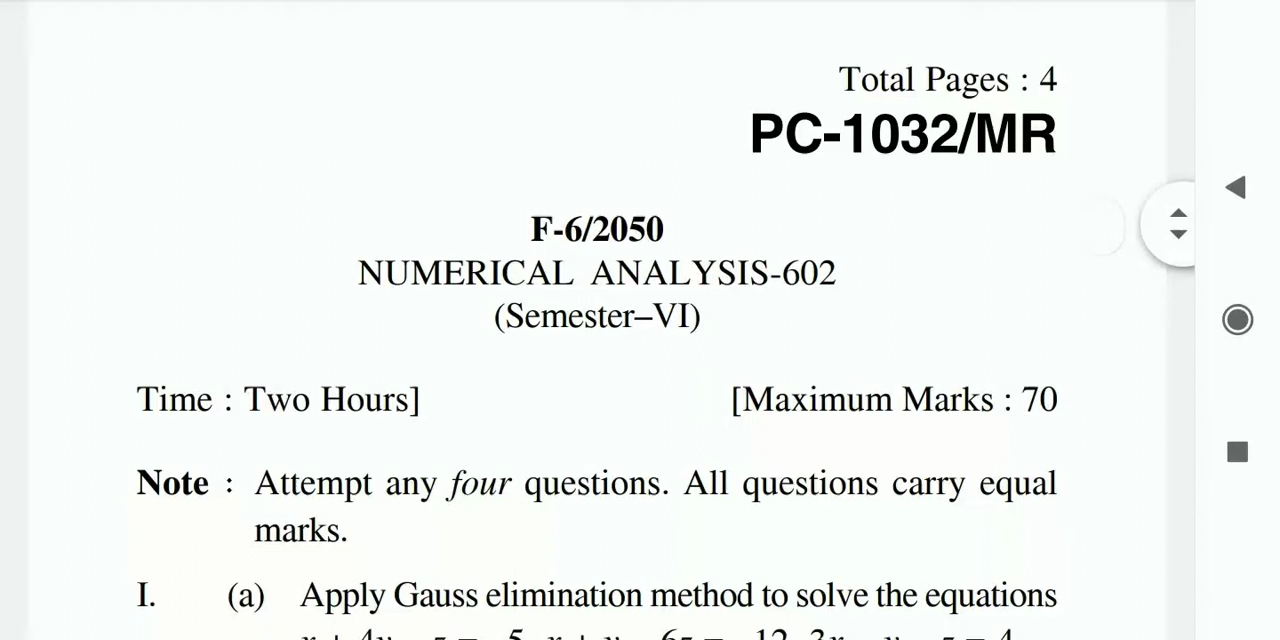 Total Pages : 4
PC-1032/MR
F-6/2050
NUMERICAL ANALYSIS-602
(Semester–VI)
Time : Two Hours]
[Maximum Marks : 70
Note : Attempt any four questions. All questions carry equal
marks.
I. (a) Apply Gauss elimination method to solve the equations